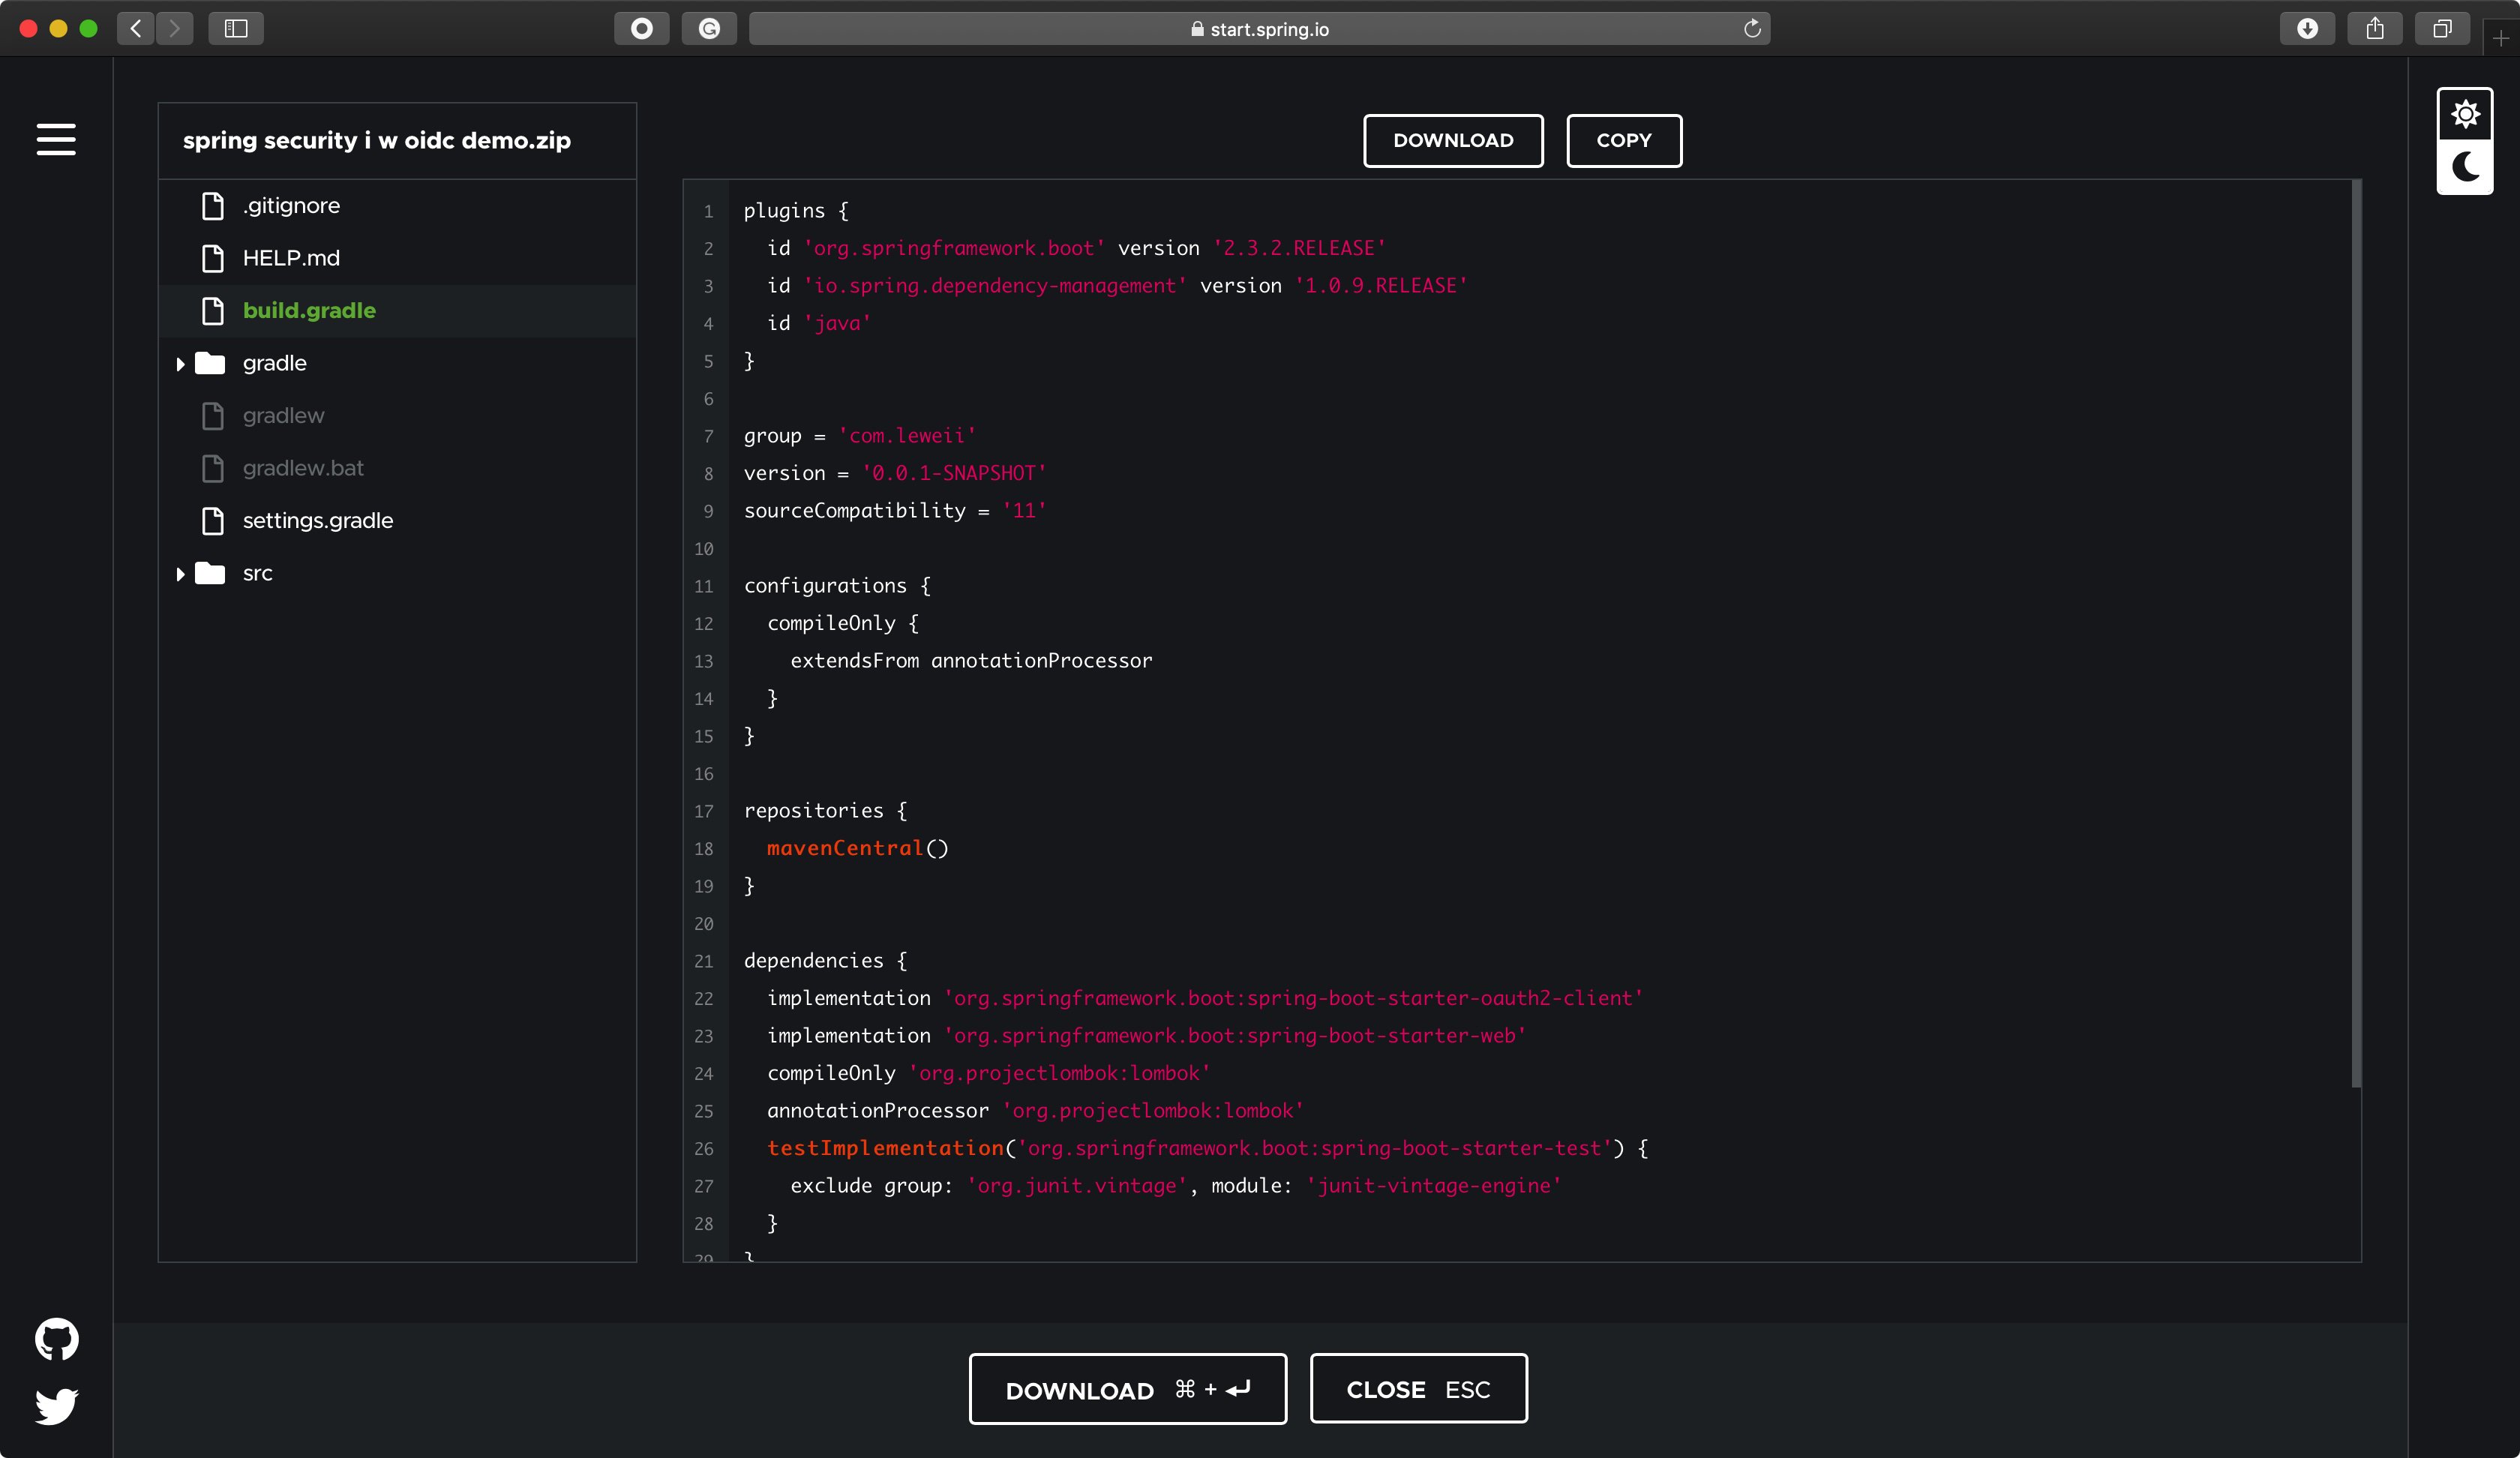 start.spring.io
spring security i w oidc demo.zip
.gitignore
HELP.md
build.gradle
gradle
gradlew
gradlew.bat
settings.gradle
src
DOWNLOAD
COPY
1 plugins {
2   id 'org.springframework.boot' version '2.3.2.RELEASE'
3   id 'io.spring.dependency-management' version '1.0.9.RELEASE'
4   id 'java'
5 }
6
7 group = 'com.leweii'
8 version = '0.0.1-SNAPSHOT'
9 sourceCompatibility = '11'
10
11 configurations {
12   compileOnly {
13     extendsFrom annotationProcessor
14   }
15 }
16
17 repositories {
18   mavenCentral()
19 }
20
21 dependencies {
22   implementation 'org.springframework.boot:spring-boot-starter-oauth2-client'
23   implementation 'org.springframework.boot:spring-boot-starter-web'
24   compileOnly 'org.projectlombok:lombok'
25   annotationProcessor 'org.projectlombok:lombok'
26   testImplementation('org.springframework.boot:spring-boot-starter-test') {
27     exclude group: 'org.junit.vintage', module: 'junit-vintage-engine'
28   }
29 }
DOWNLOAD ⌘ + ↵
CLOSE ESC